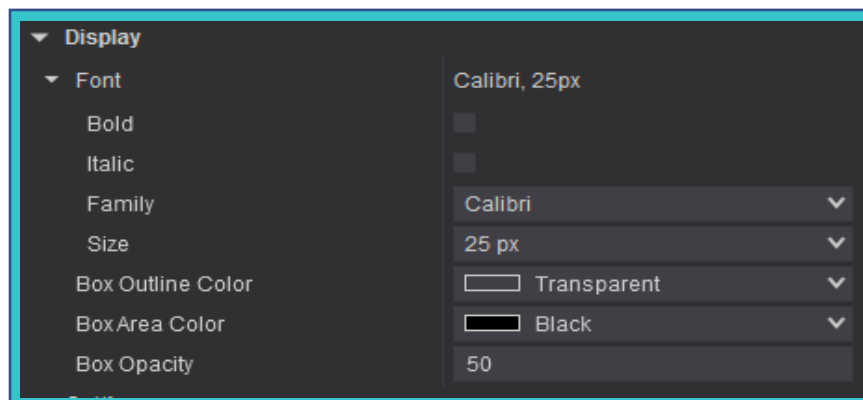 Display
Font Calibri, 25px
Bold
Italic
Family Calibri
Size 25 px
Box Outline Color Transparent
Box Area Color Black
Box Opacity 50